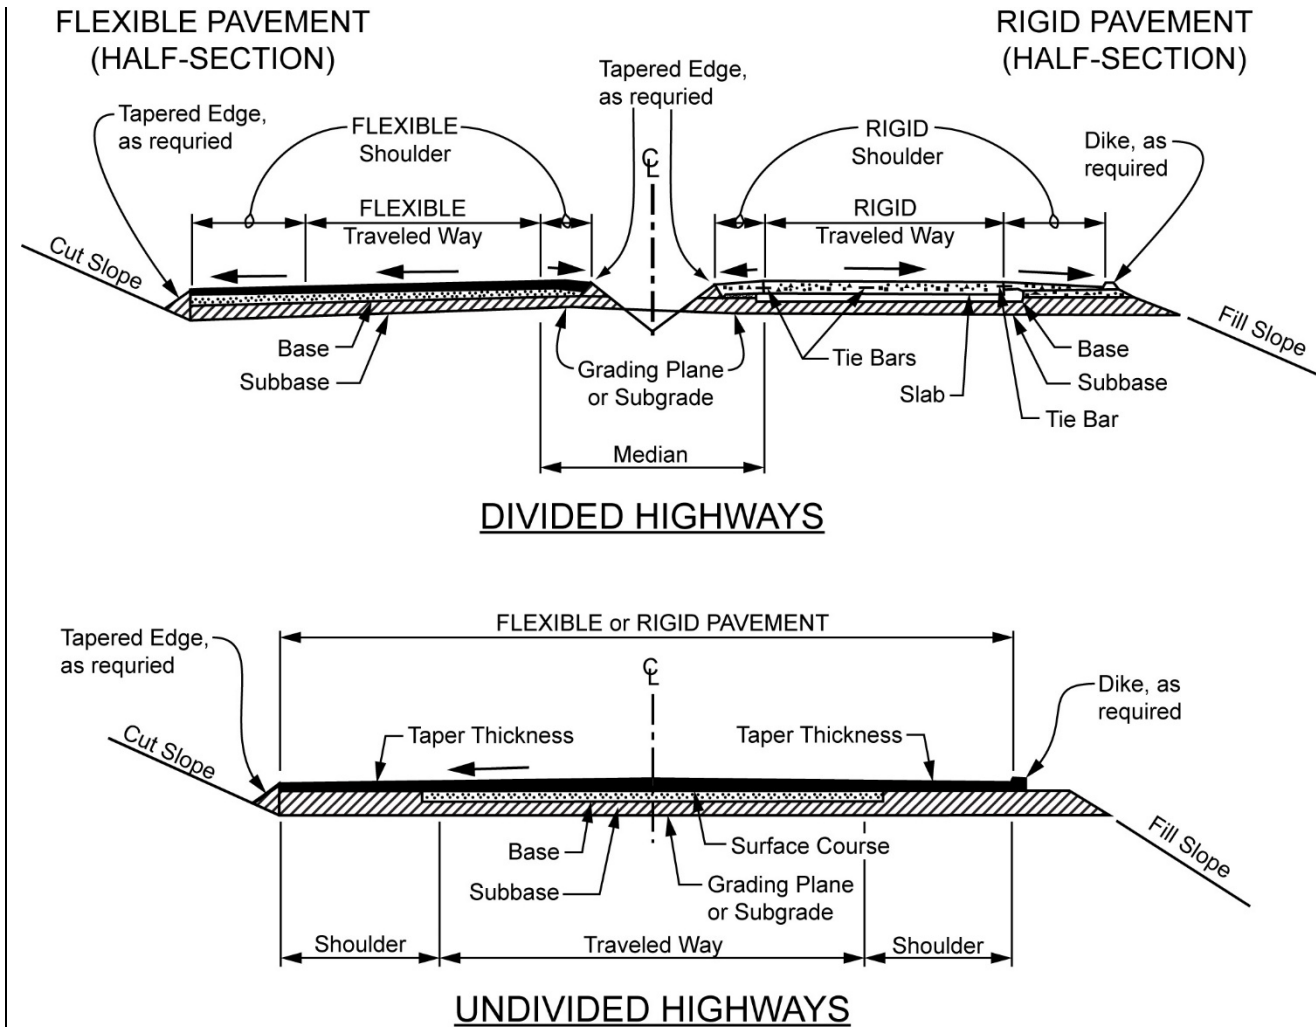 FLEXIBLE PAVEMENT
(HALF-SECTION)
RIGID PAVEMENT
(HALF-SECTION)
Tapered Edge,
as requried
Tapered Edge,
as requried
FLEXIBLE
Shoulder
RIGID
Shoulder
Dike, as
required
℄
FLEXIBLE
Traveled Way
RIGID
Traveled Way
Cut Slope
Fill Slope
Base
Subbase
Grading Plane
or Subgrade
Tie Bars
Slab
Base
Subbase
Tie Bar
Median
DIVIDED HIGHWAYS
FLEXIBLE or RIGID PAVEMENT
Tapered Edge,
as requried
℄
Dike, as
required
Cut Slope
Taper Thickness
Taper Thickness
Fill Slope
Base
Surface Course
Subbase
Grading Plane
or Subgrade
Shoulder
Traveled Way
Shoulder
UNDIVIDED HIGHWAYS